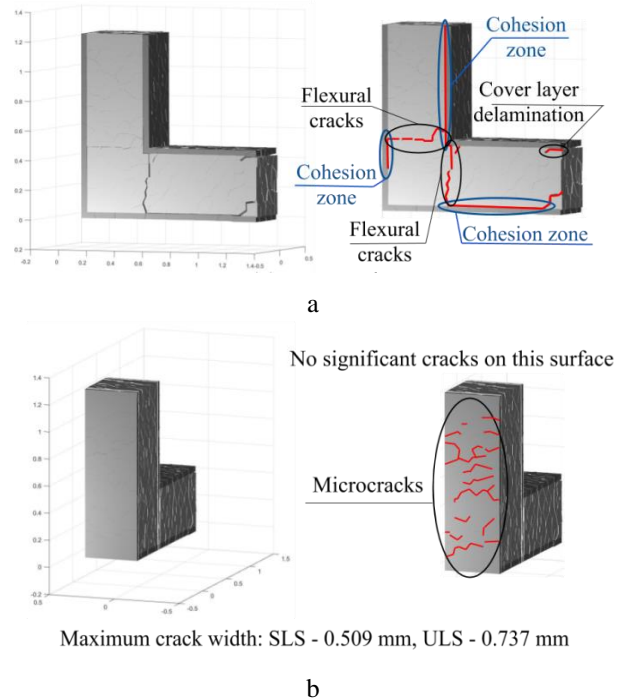 1.4
1.2
1
0.8
0.6
0.4
0.2
0
0.2
-0.2
0
0.2
0.4
0.6
0.8
1
1.2
1.4
-0.5
0
0.5
Cohesion
zone
Flexural
cracks
Cover layer
delamination
Cohesion
zone
Flexural
cracks
Cohesion zone
a
1.4
1.2
1
0.8
0.6
0.4
0.2
0
-0.2
0.5
0
-0.5
-0.5
0
0.5
1
1.5
No significant cracks on this surface
Microcracks
Maximum crack width: SLS - 0.509 mm, ULS - 0.737 mm
b